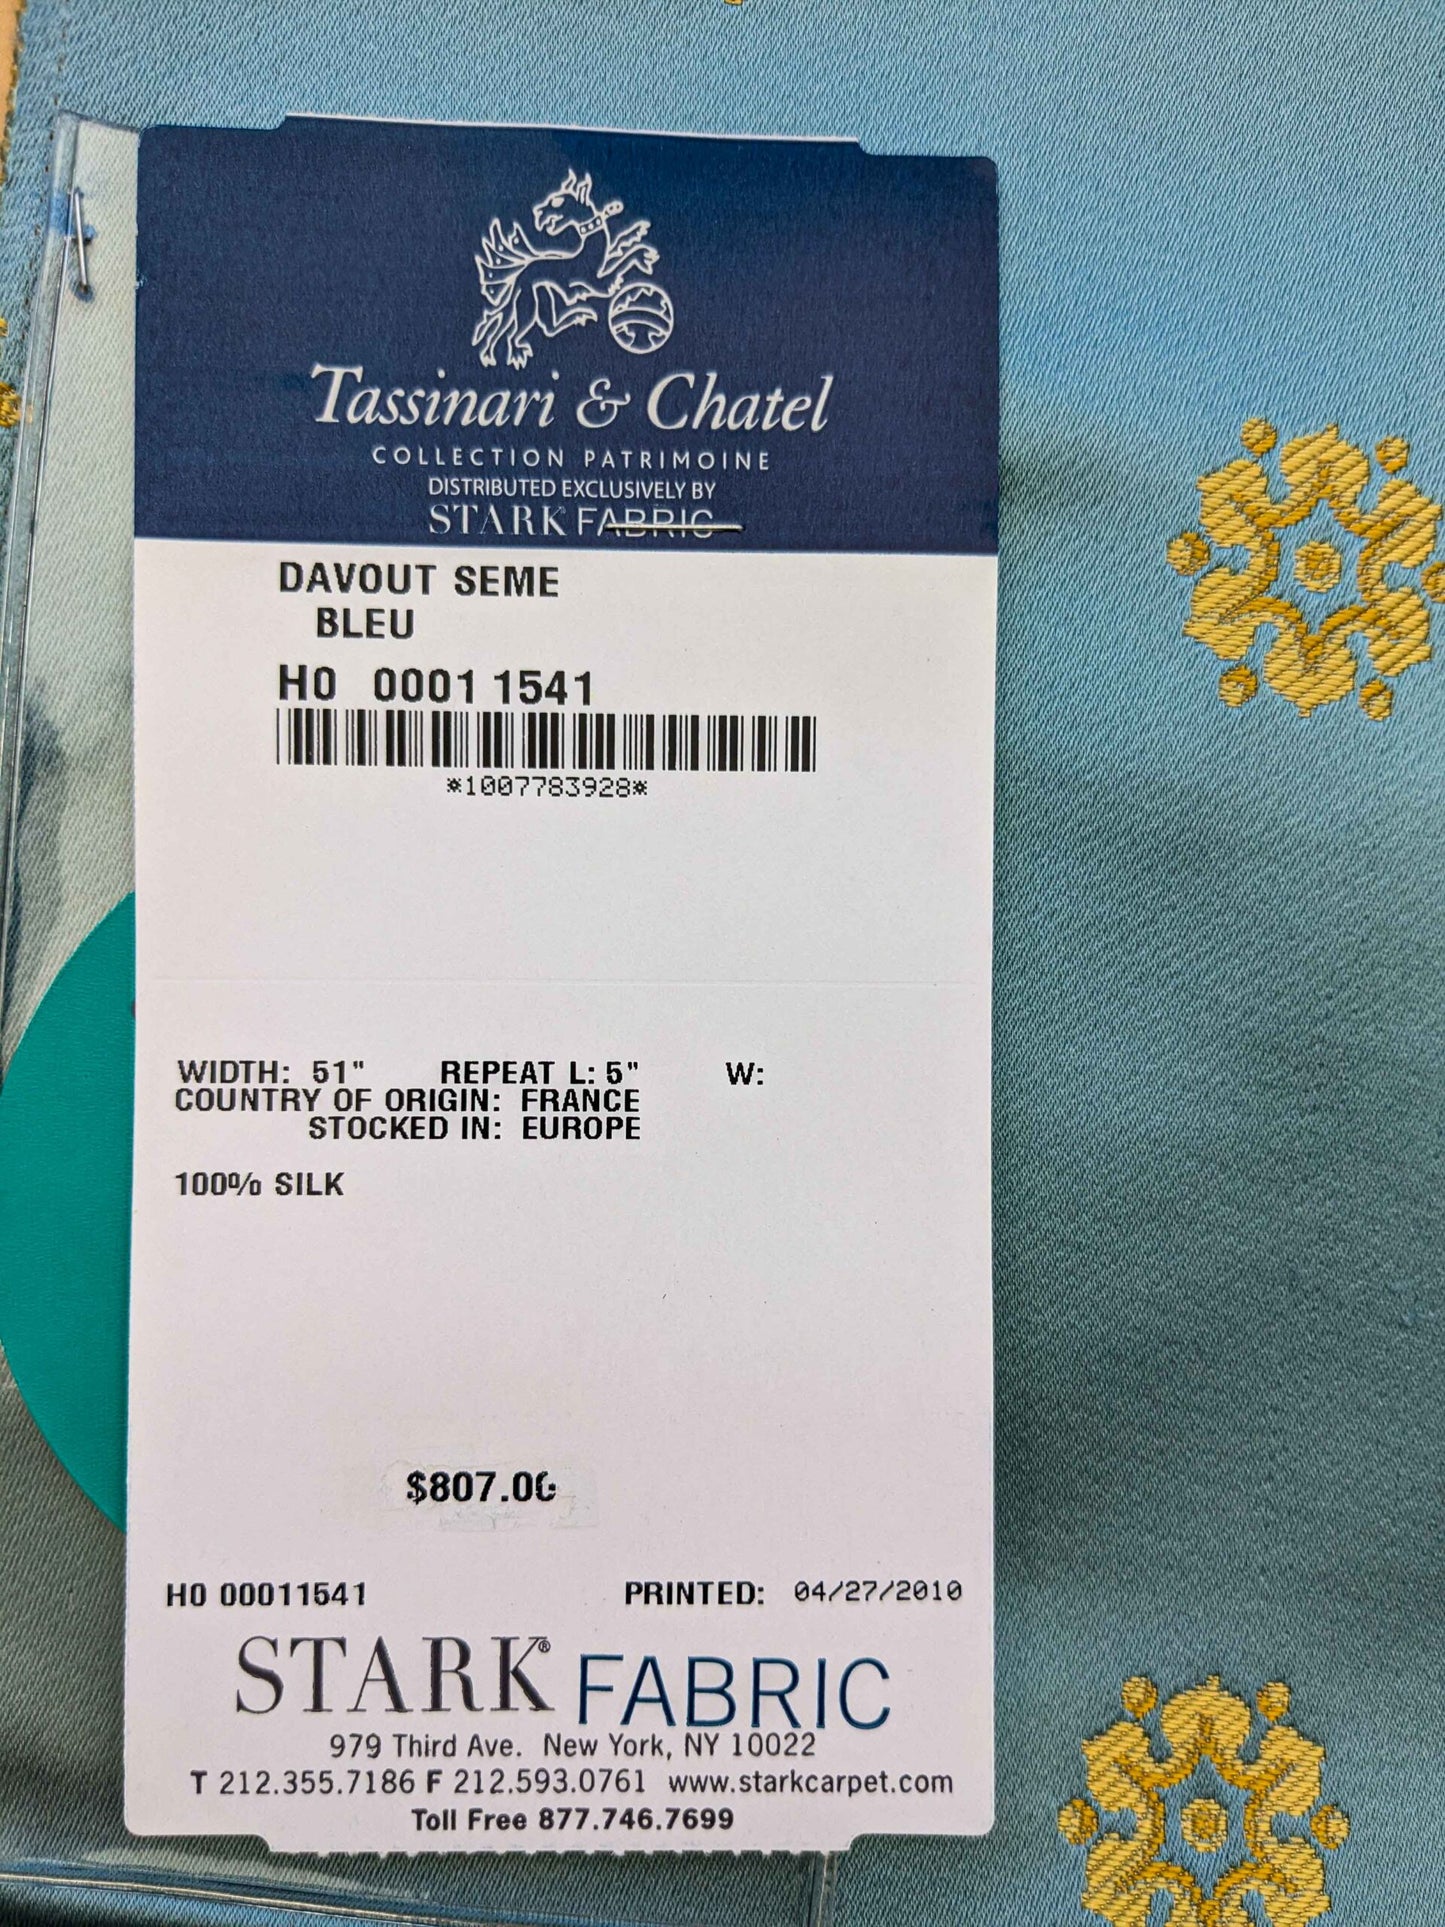 Tassinari & Chatel
COLLECTION PATRIMOINE
DISTRIBUTED EXCLUSIVELY BY
STARK FABRIC
DAVOUT SEME
BLEU
H0 00011541
*1007783928*
WIDTH: 51" REPEAT L: 5" W:
COUNTRY OF ORIGIN: FRANCE
STOCKED IN: EUROPE
100% SILK
$807.00
H0 00011541 PRINTED: 04/27/2010
STARK® FABRIC
979 Third Ave. New York, NY 10022
T 212.355.7186 F 212.593.0761 www.starkcarpet.com
Toll Free 877.746.7699